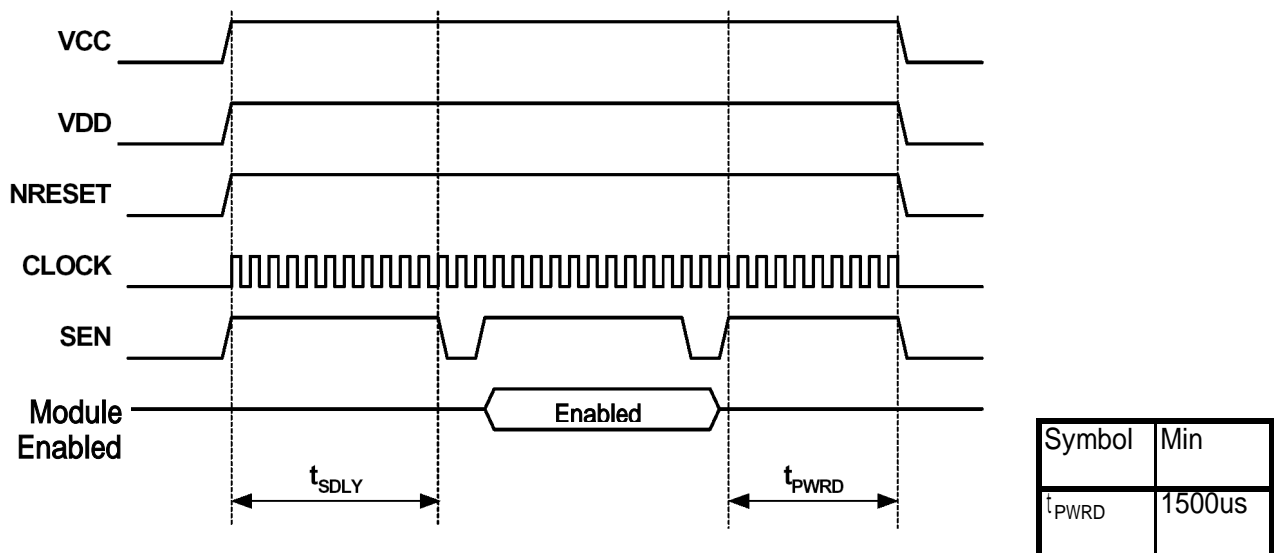 VCC
VDD
NRESET
CLOCK
SEN
Module
Enabled
Enabled
tSDLY
tPWRD
Symbol Min
tPWRD 1500us